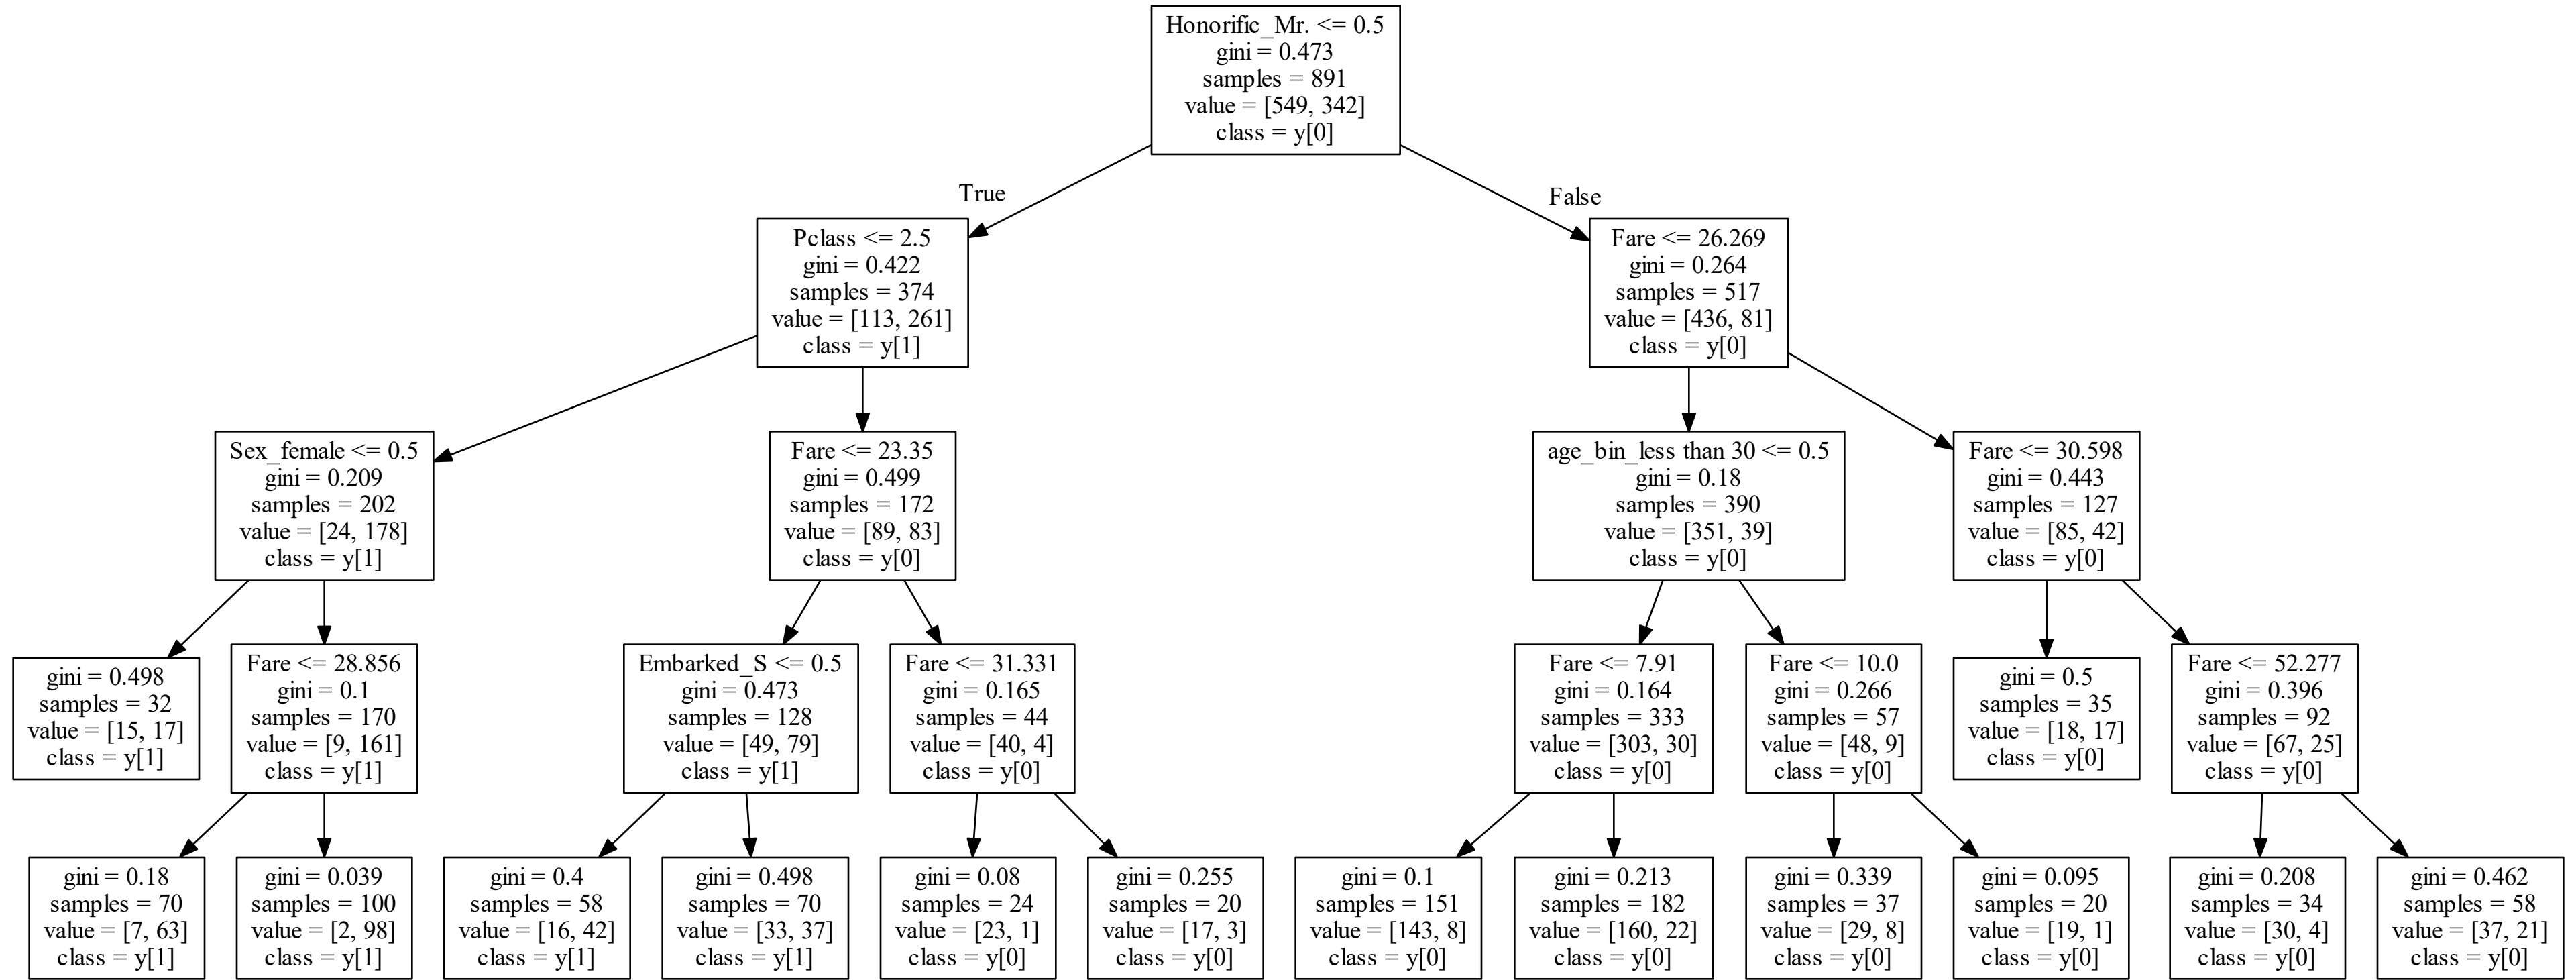 Honorific_Mr. <= 0.5
gini = 0.473
samples = 891
value = [549, 342]
class = y[0]
True
False
Pclass <= 2.5
gini = 0.422
samples = 374
value = [113, 261]
class = y[1]
Fare <= 26.269
gini = 0.264
samples = 517
value = [436, 81]
class = y[0]
Sex_female <= 0.5
gini = 0.209
samples = 202
value = [24, 178]
class = y[1]
Fare <= 23.35
gini = 0.499
samples = 172
value = [89, 83]
class = y[0]
age_bin_less than 30 <= 0.5
gini = 0.18
samples = 390
value = [351, 39]
class = y[0]
Fare <= 30.598
gini = 0.443
samples = 127
value = [85, 42]
class = y[0]
gini = 0.498
samples = 32
value = [15, 17]
class = y[1]
Fare <= 28.856
gini = 0.1
samples = 170
value = [9, 161]
class = y[1]
Embarked_S <= 0.5
gini = 0.473
samples = 128
value = [49, 79]
class = y[1]
Fare <= 31.331
gini = 0.165
samples = 44
value = [40, 4]
class = y[0]
Fare <= 7.91
gini = 0.164
samples = 333
value = [303, 30]
class = y[0]
Fare <= 10.0
gini = 0.266
samples = 57
value = [48, 9]
class = y[0]
gini = 0.5
samples = 35
value = [18, 17]
class = y[0]
Fare <= 52.277
gini = 0.396
samples = 92
value = [67, 25]
class = y[0]
gini = 0.18
samples = 70
value = [7, 63]
class = y[1]
gini = 0.039
samples = 100
value = [2, 98]
class = y[1]
gini = 0.4
samples = 58
value = [16, 42]
class = y[1]
gini = 0.498
samples = 70
value = [33, 37]
class = y[1]
gini = 0.08
samples = 24
value = [23, 1]
class = y[0]
gini = 0.255
samples = 20
value = [17, 3]
class = y[0]
gini = 0.1
samples = 151
value = [143, 8]
class = y[0]
gini = 0.213
samples = 182
value = [160, 22]
class = y[0]
gini = 0.339
samples = 37
value = [29, 8]
class = y[0]
gini = 0.095
samples = 20
value = [19, 1]
class = y[0]
gini = 0.208
samples = 34
value = [30, 4]
class = y[0]
gini = 0.462
samples = 58
value = [37, 21]
class = y[0]